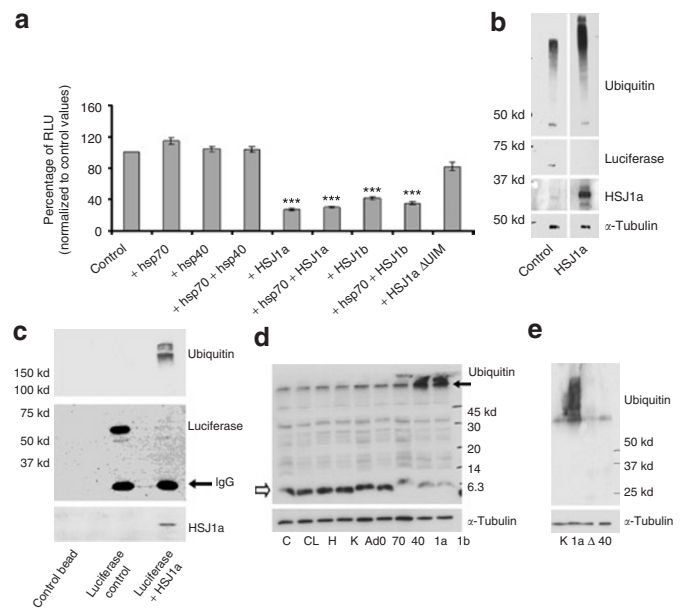 a
Percentage of RLU
(normalized to control values)
160
120
80
40
0
***
***
***
***
Control
+ hsp70
+ hsp40
+ hsp70 + hsp40
+ HSJ1a
+ hsp70 + HSJ1a
+ HSJ1b
+ hsp70 + HSJ1b
+ HSJ1a ΔUIM
b
Ubiquitin
50 kd
75 kd
Luciferase
37 kd
HSJ1a
50 kd
α-Tubulin
Control
HSJ1a
c
Ubiquitin
150 kd
100 kd
75 kd
Luciferase
50 kd
37 kd
IgG
HSJ1a
Control bead
Luciferase
control
Luciferase
+ HSJ1a
d
Ubiquitin
45 kd
30
20
14
6.3
α-Tubulin
C CL H K Ad0 70 40 1a 1b
e
Ubiquitin
50 kd
37 kd
25 kd
α-Tubulin
K 1a Δ 40